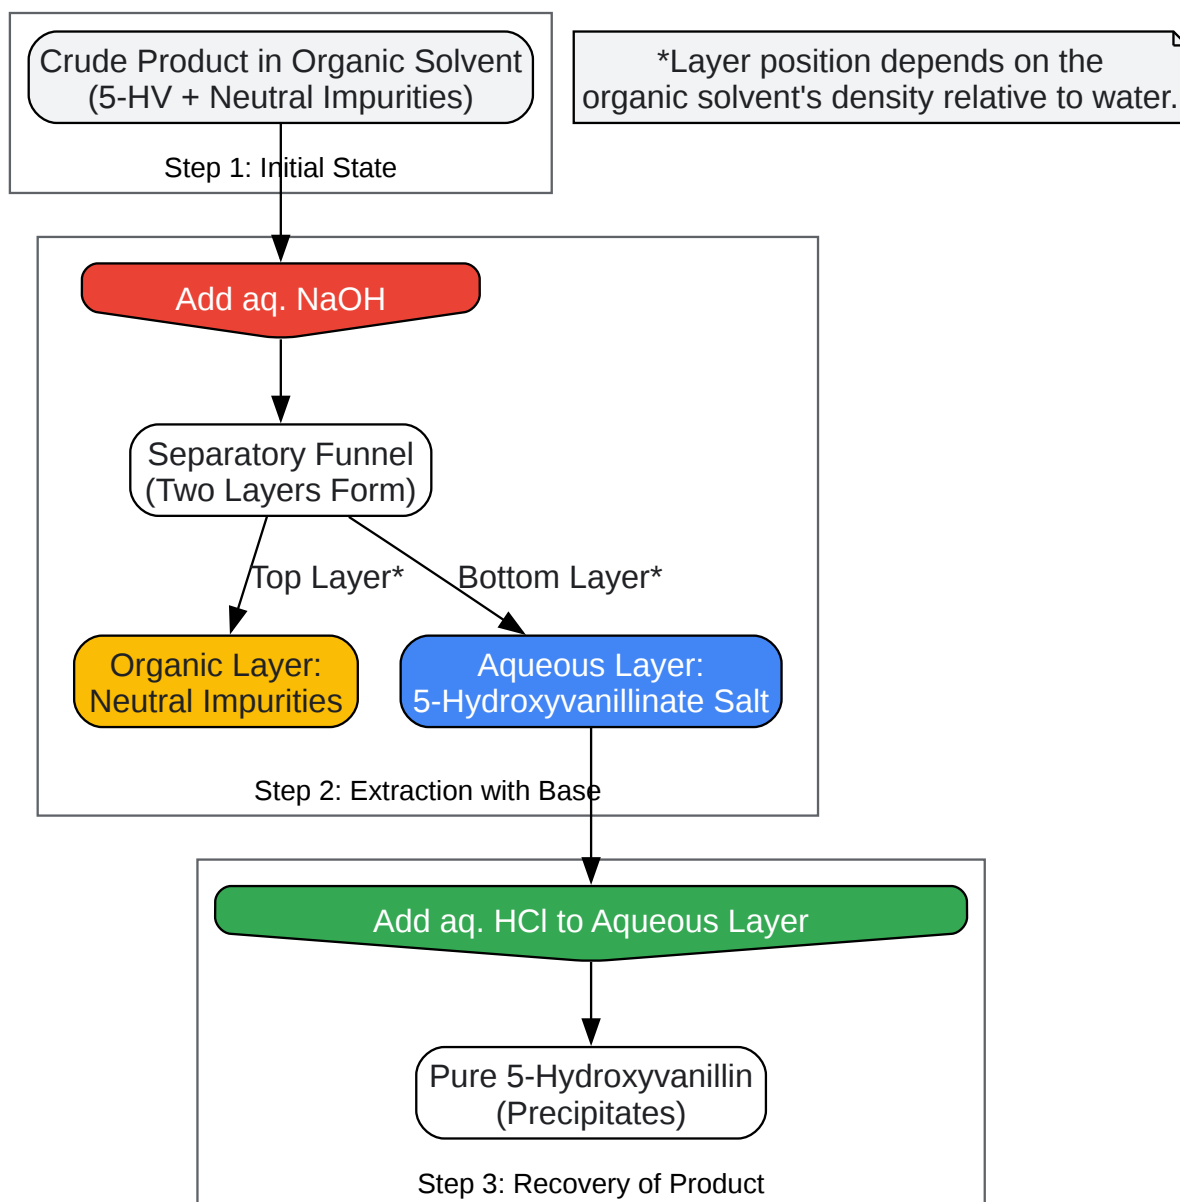 Crude Product in Organic Solvent
(5-HV + Neutral Impurities)
*Layer position depends on the
organic solvent's density relative to water.
Step 1: Initial State
Add aq. NaOH
Separatory Funnel
(Two Layers Form)
Top Layer*
Bottom Layer*
Organic Layer:
Neutral Impurities
Aqueous Layer:
5-Hydroxyvanillinate Salt
Step 2: Extraction with Base
Add aq. HCl to Aqueous Layer
Pure 5-Hydroxyvanillin
(Precipitates)
Step 3: Recovery of Product